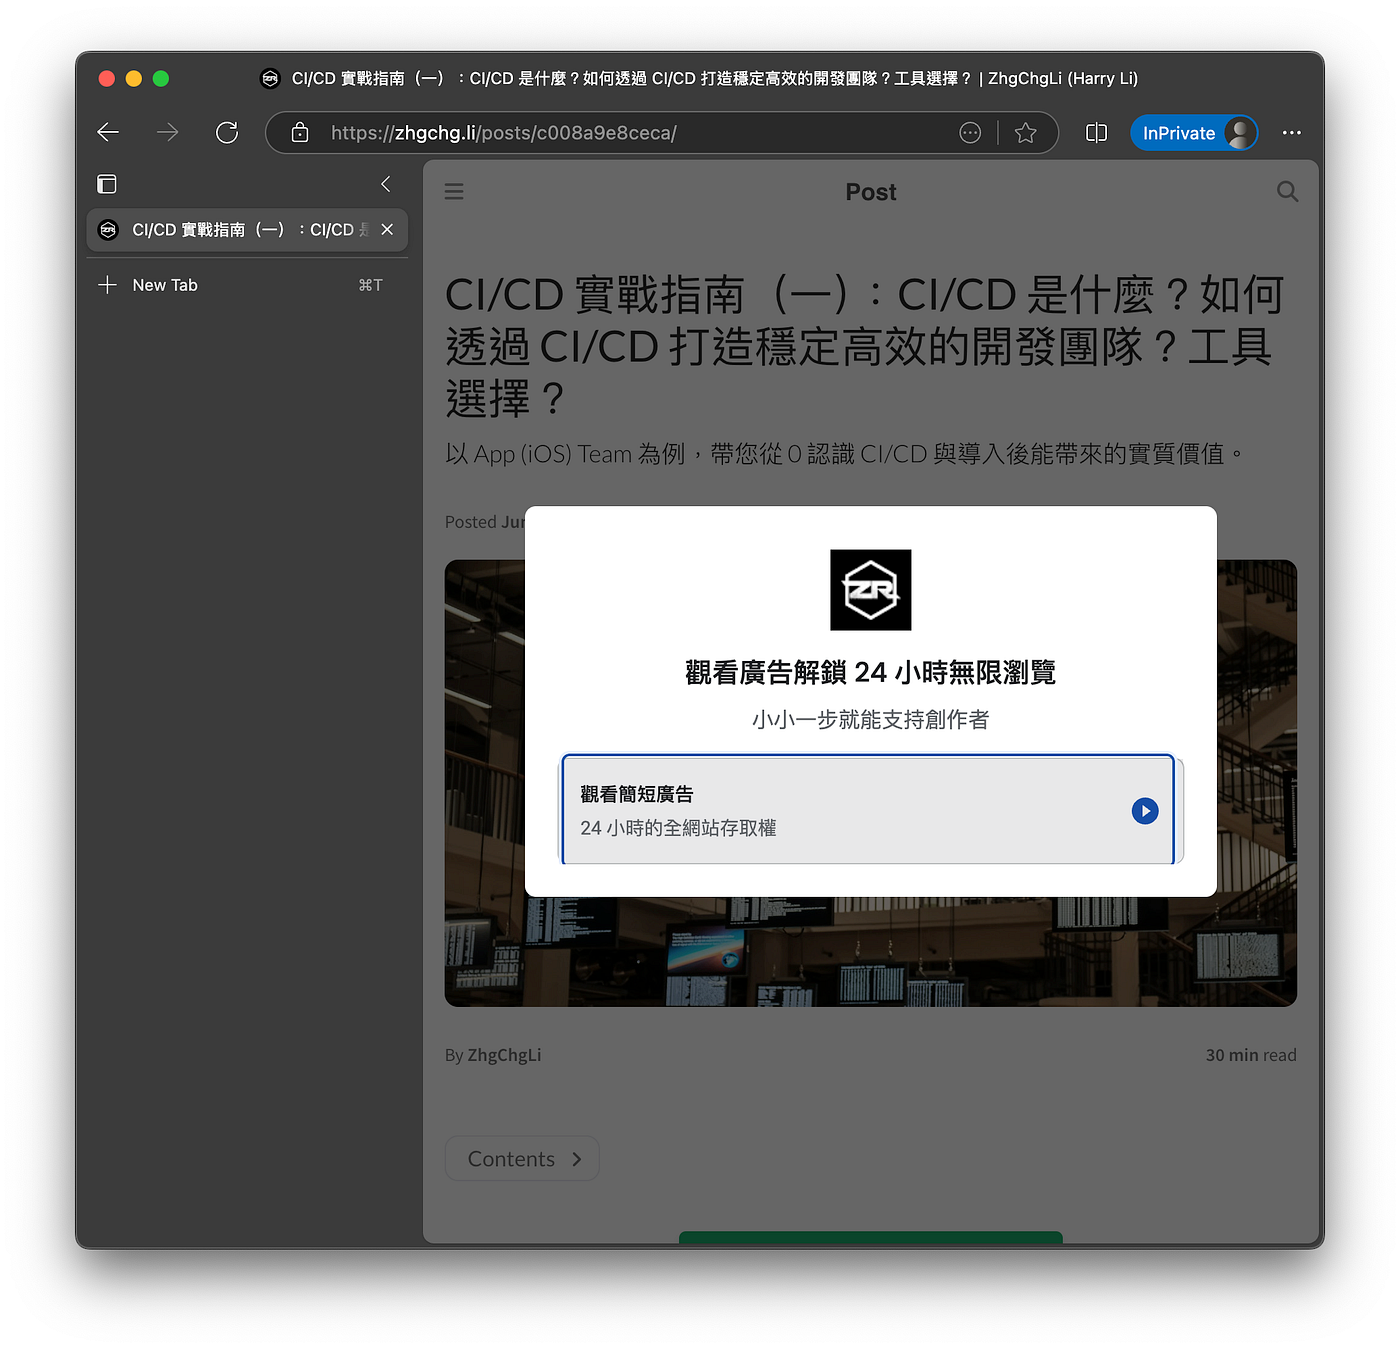 CI/CD 實戰指南（一）：CI/CD 是什麼？如何透過 CI/CD 打造穩定高效的開發團隊？工具選擇？ | ZhgChgLi (Harry Li)
https://zhgchg.li/posts/c008a9e8ceca/
InPrivate
CI/CD 實戰指南（一）：CI/CD
New Tab
⌘T
Post
CI/CD 實戰指南（一）：CI/CD 是什麼？如何
透過 CI/CD 打造穩定高效的開發團隊？工具
選擇？
以 App (iOS) Team 為例，帶您從 0 認識 CI/CD 與導入後能帶來的實質價值。
Posted Jun
ZR
觀看廣告解鎖 24 小時無限瀏覽
小小一步就能支持創作者
觀看簡短廣告
24 小時的全網站存取權
By ZhgChgLi
30 min read
Contents